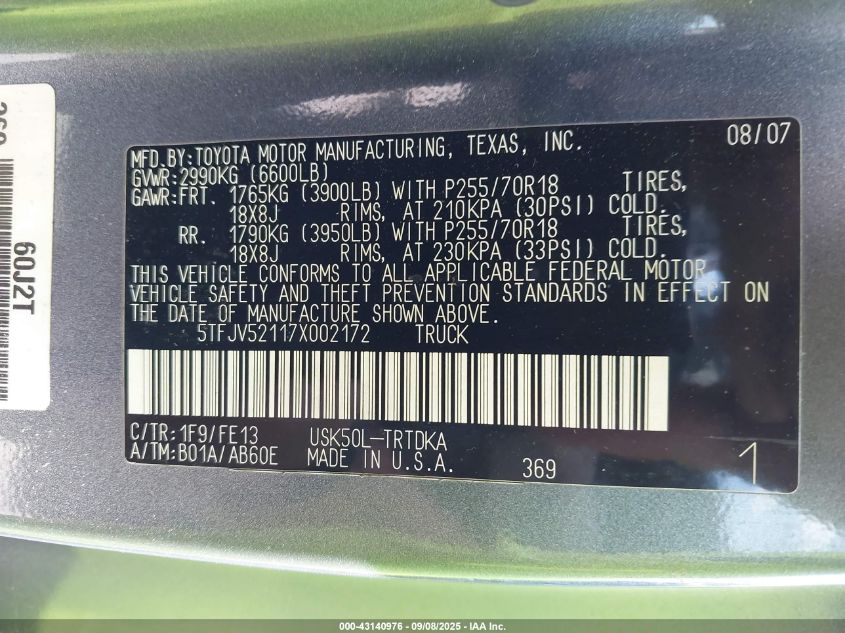 08/07
MFD.BY:TOYOTA MOTOR MANUFACTURING, TEXAS, INC.
GVWR:2990KG (6600LB)
GAWR:FRT. 1765KG (3900LB) WITH P255/70R18 TIRES,
18X8J RIMS, AT 210KPA (30PSI) COLD.
RR. 1790KG (3950LB) WITH P255/70R18 TIRES,
18X8J RIMS, AT 230KPA (33PSI) COLD.
THIS VEHICLE CONFORMS TO ALL APPLICABLE FEDERAL MOTOR
VEHICLE SAFETY AND THEFT PREVENTION STANDARDS IN EFFECT ON
THE DATE OF MANUFACTURE SHOWN ABOVE.
5TFJV52117X002172 TRUCK
C/TR:1F9/FE13 USK50L-TRTDKA
A/TM:B01A/AB60E MADE IN U.S.A. 369 1
60J2T
000-43140976 - 09/08/2025 - IAA Inc.